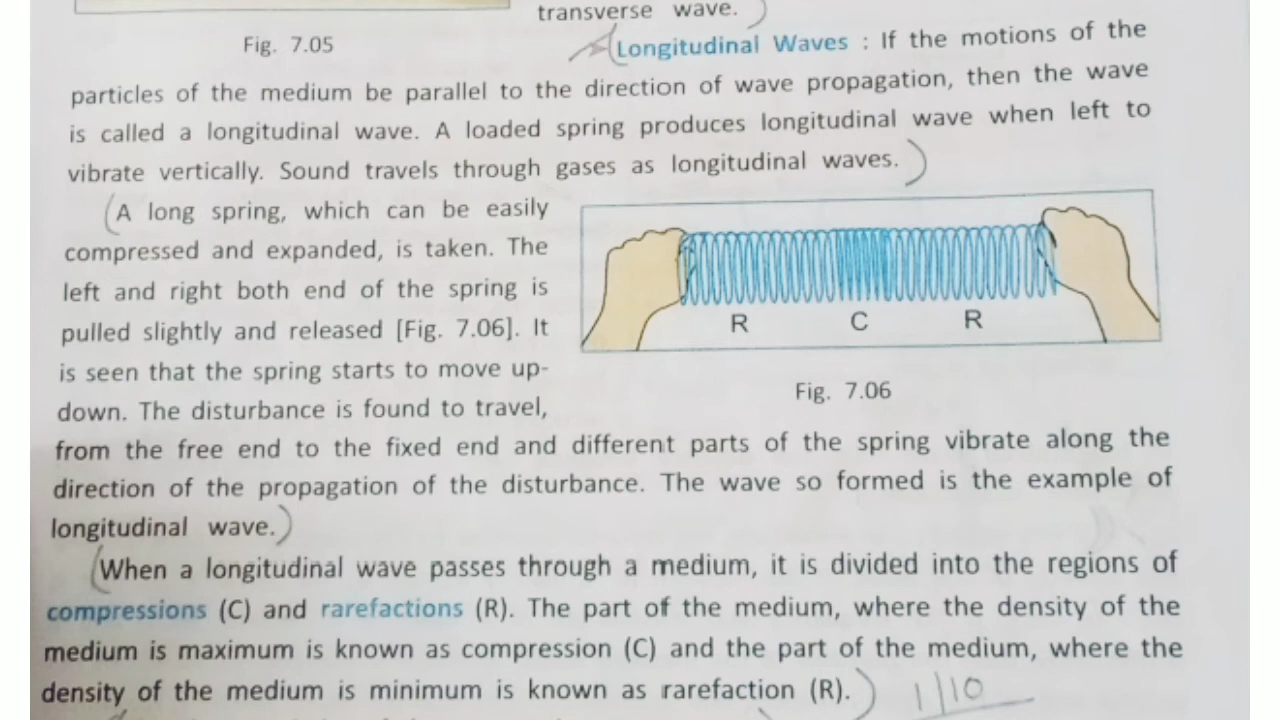 transverse wave.
Fig. 7.05
Longitudinal Waves : If the motions of the
particles of the medium be parallel to the direction of wave propagation, then the wave
is called a longitudinal wave. A loaded spring produces longitudinal wave when left to
vibrate vertically. Sound travels through gases as longitudinal waves.
A long spring, which can be easily
compressed and expanded, is taken. The
left and right both end of the spring is
pulled slightly and released [Fig. 7.06]. It
is seen that the spring starts to move up-
down. The disturbance is found to travel,
R C R
Fig. 7.06
from the free end to the fixed end and different parts of the spring vibrate along the
direction of the propagation of the disturbance. The wave so formed is the example of
longitudinal wave.
When a longitudinal wave passes through a medium, it is divided into the regions of
compressions (C) and rarefactions (R). The part of the medium, where the density of the
medium is maximum is known as compression (C) and the part of the medium, where the
density of the medium is minimum is known as rarefaction (R).
1/10